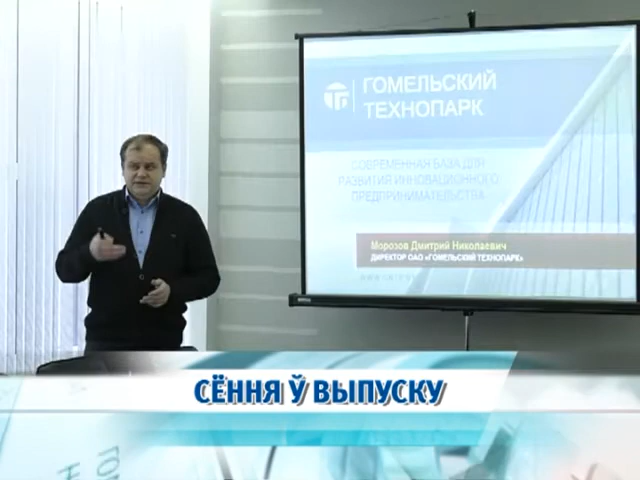 ГОМЕЛЬСКИЙ
ТЕХНОПАРК
СОВРЕМЕННАЯ БАЗА ДЛЯ
РАЗВИТИЯ ИННОВАЦИОННОГО
ПРЕДПРИНИМАТЕЛЬСТВА
Морозов Дмитрий Николаевич
ДИРЕКТОР ОАО «ГОМЕЛЬСКИЙ ТЕХНОПАРК»
СЁННЯ Ў ВЫПУСКУ